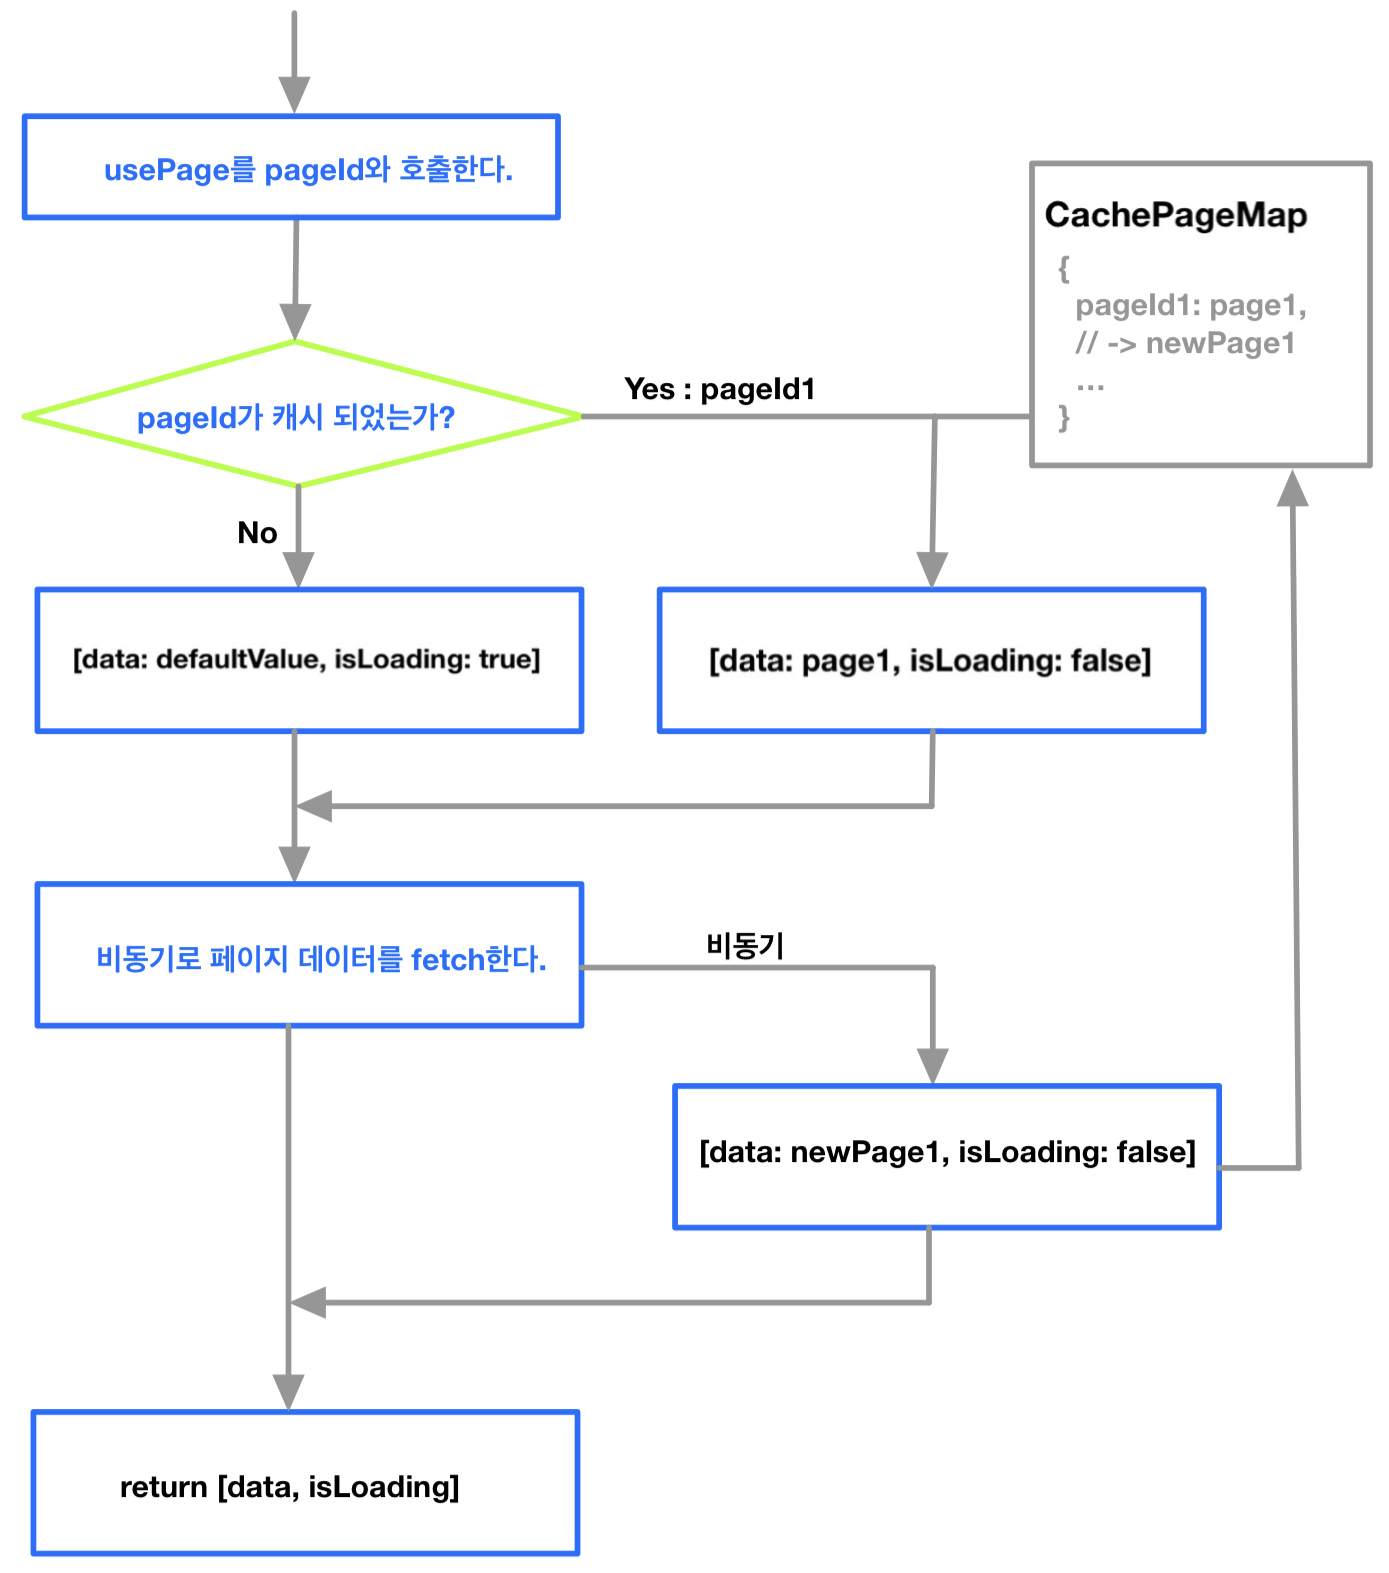 usePage를 pageId와 호출한다.
CachePageMap
{
pageId1: page1,
// -> newPage1
...
}
pageId가 캐시 되었는가?
Yes : pageId1
No
[data: defaultValue, isLoading: true]
[data: page1, isLoading: false]
비동기로 페이지 데이터를 fetch한다.
비동기
[data: newPage1, isLoading: false]
return [data, isLoading]